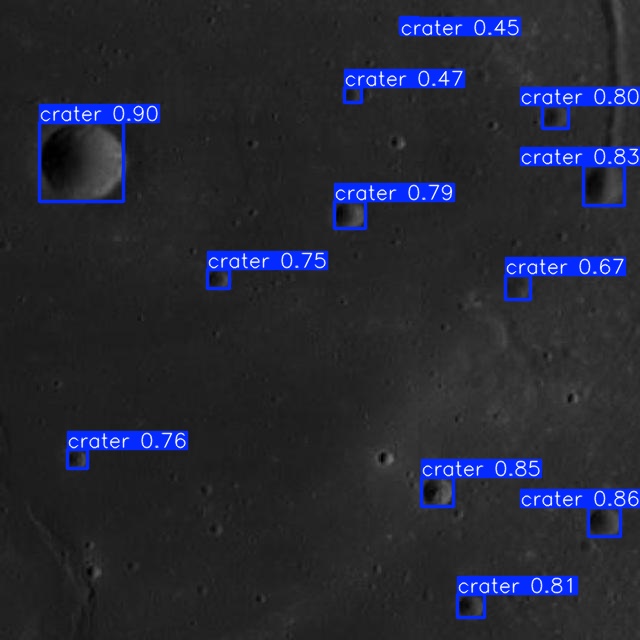 crater 0.45
crater 0.47
crater 0.80
crater 0.90
crater 0.83
crater 0.79
crater 0.75
crater 0.67
crater 0.76
crater 0.85
crater 0.86
crater 0.81